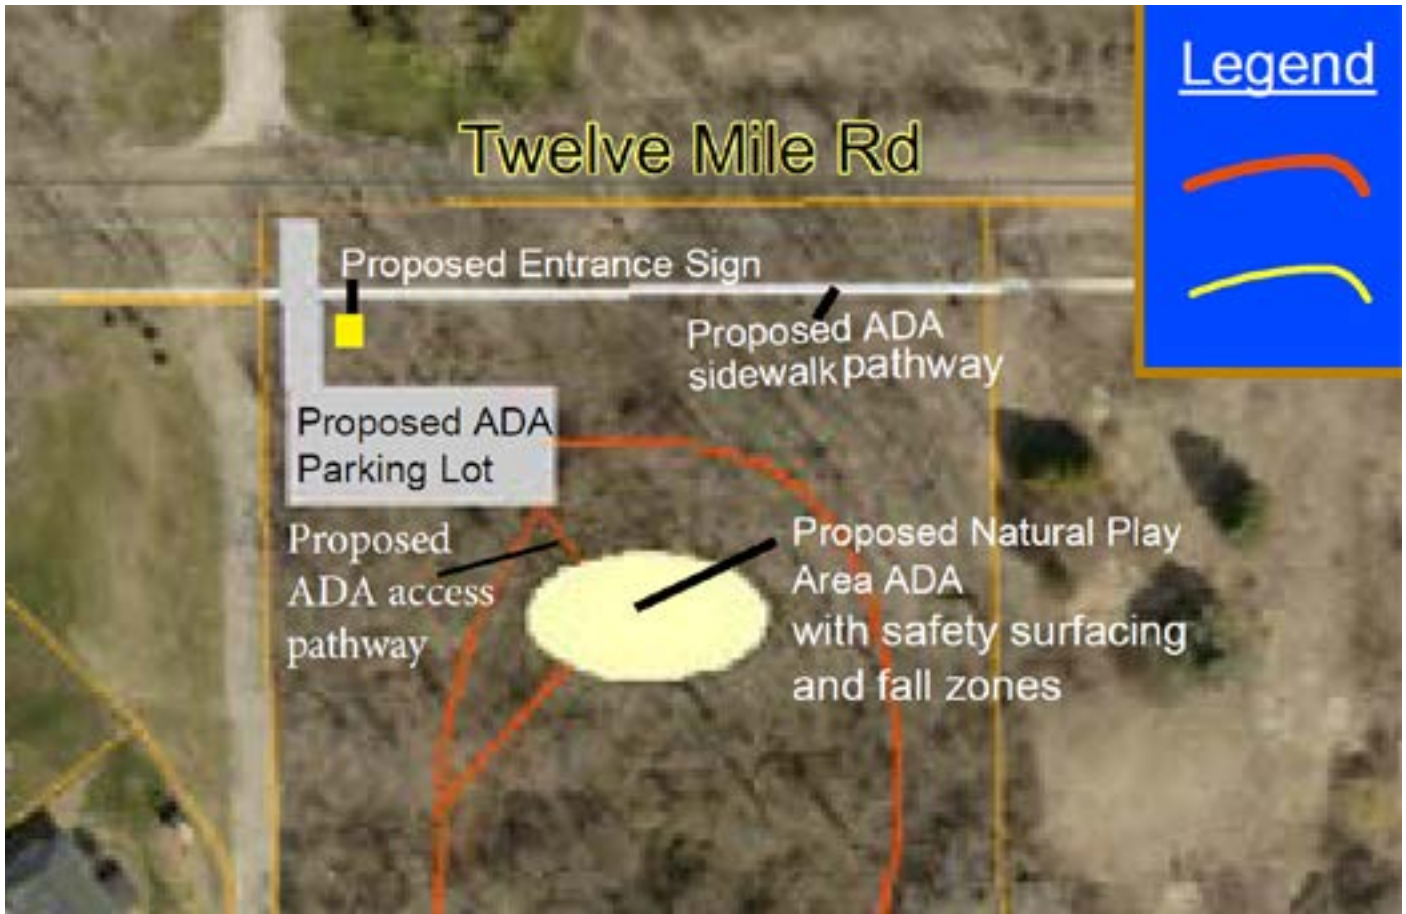 Legend
Twelve Mile Rd
Proposed Entrance Sign
Proposed ADA
sidewalk pathway
Proposed ADA
Parking Lot
Proposed
ADA access
pathway
Proposed Natural Play
Area ADA
with safety surfacing
and fall zones